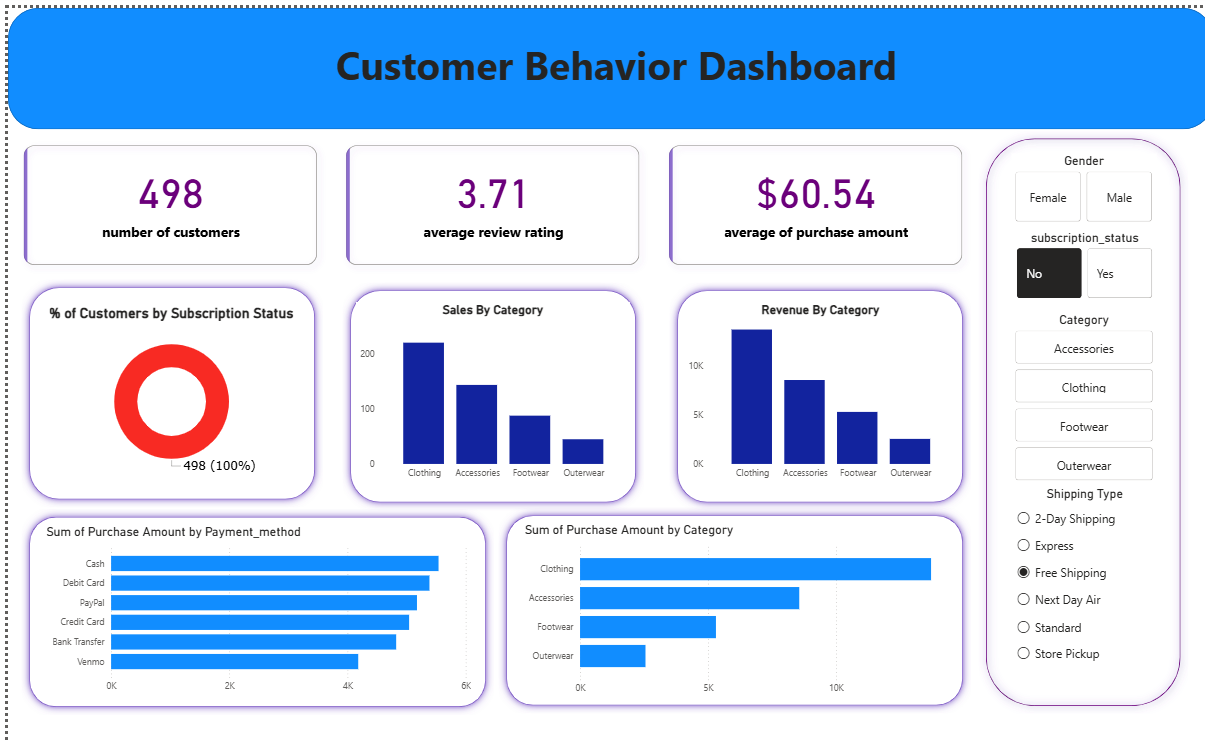 Customer Behavior Dashboard
498
number of customers
3.71
average review rating
$60.54
average of purchase amount
% of Customers by Subscription Status
498 (100%)
Sales By Category
200
100
0
Clothing Accessories Footwear Outerwear
Revenue By Category
10K
5K
0K
Clothing Accessories Footwear Outerwear
Sum of Purchase Amount by Payment_method
Cash
Debit Card
PayPal
Credit Card
Bank Transfer
Venmo
0K 2K 4K 6K
Sum of Purchase Amount by Category
Clothing
Accessories
Footwear
Outerwear
0K 5K 10K
Gender
Female Male
subscription_status
No Yes
Category
Accessories
Clothing
Footwear
Outerwear
Shipping Type
2-Day Shipping
Express
Free Shipping
Next Day Air
Standard
Store Pickup